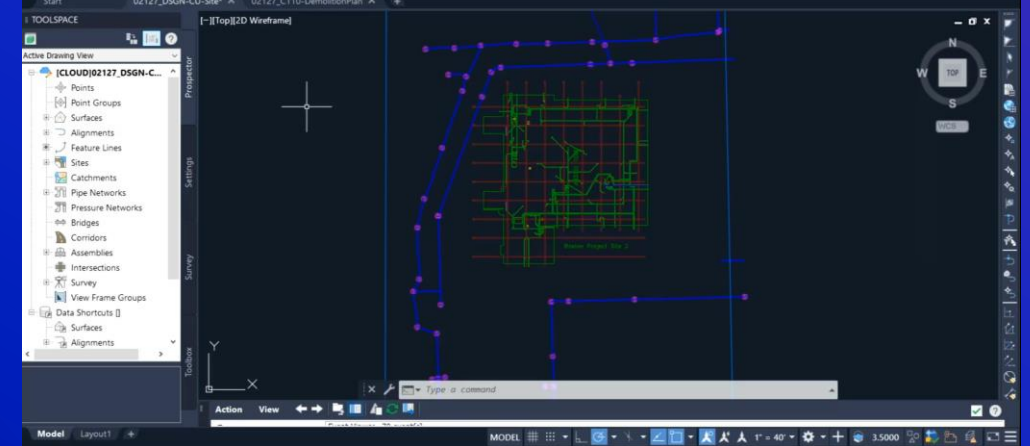 Start
02127_DSGN-CU-Site*
02127_C110-DemolitionPlan
TOOLSPACE
[−][Top][2D Wireframe]
Active Drawing View
[CLOUD]02127_DSGN-C...
Points
Point Groups
Surfaces
Alignments
Feature Lines
Sites
Catchments
Pipe Networks
Pressure Networks
Bridges
Corridors
Assemblies
Intersections
Survey
View Frame Groups
Data Shortcuts []
Surfaces
Alignments
Prospector
Settings
Survey
Toolbox
N
W
TOP
E
S
WCS
Y
X
Type a command
Action View
Model Layout1 +
MODEL
1" = 40'
3.5000